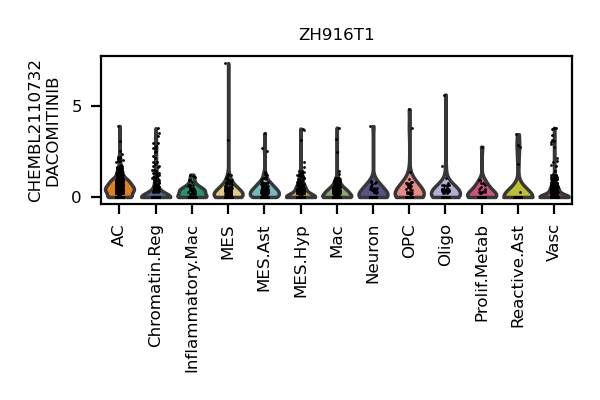 ZH916T1
CHEMBL2110732
DACOMITINIB
5
0
AC
Chromatin.Reg
Inflammatory.Mac
MES
MES.Ast
MES.Hyp
Mac
Neuron
OPC
Oligo
Prolif.Metab
Reactive.Ast
Vasc